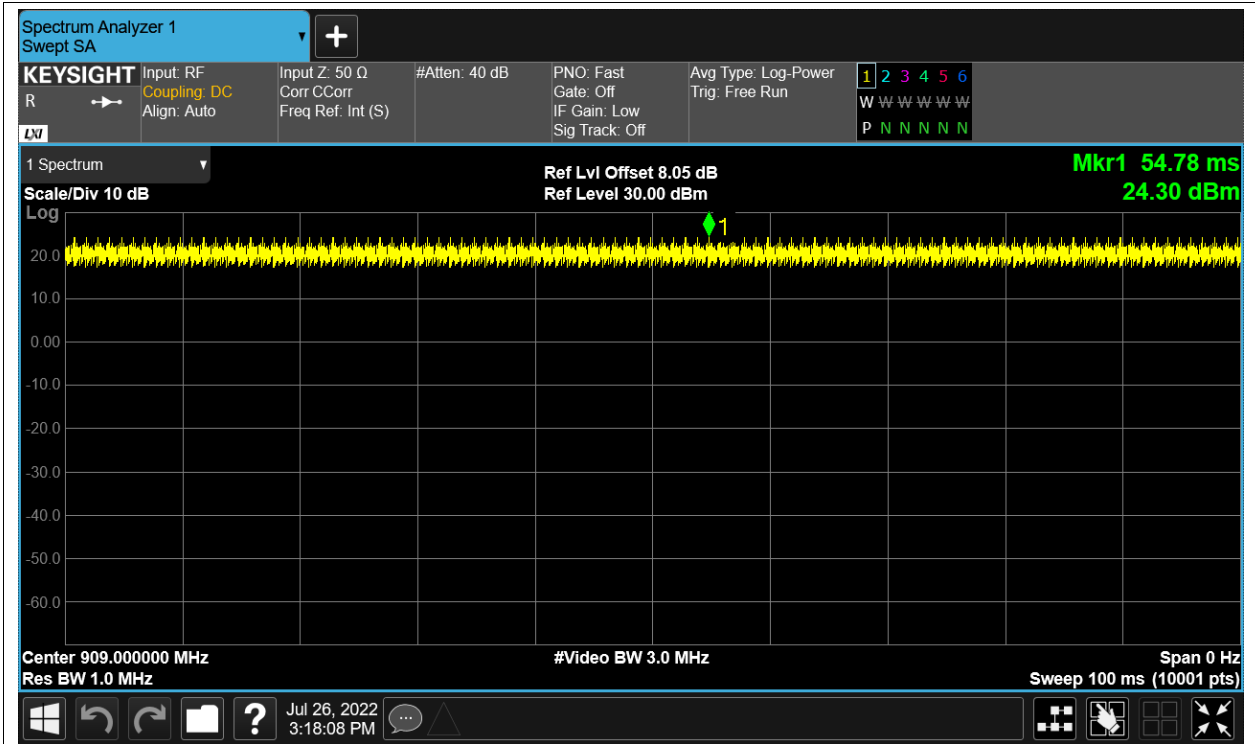 Spectrum Analyzer 1
Swept SA
KEYSIGHT
R
LXI
Input: RF
Coupling: DC
Align: Auto
Input Z: 50 Ω
Corr CCorr
Freq Ref: Int (S)
#Atten: 40 dB
PNO: Fast
Gate: Off
IF Gain: Low
Sig Track: Off
Avg Type: Log-Power
Trig: Free Run
1 2 3 4 5 6
W W W W W W
P N N N N N
1 Spectrum
Scale/Div 10 dB
Log
Ref Lvl Offset 8.05 dB
Ref Level 30.00 dBm
Mkr1 54.78 ms
24.30 dBm
1
20.0
10.0
0.00
-10.0
-20.0
-30.0
-40.0
-50.0
-60.0
Center 909.000000 MHz
Res BW 1.0 MHz
#Video BW 3.0 MHz
Span 0 Hz
Sweep 100 ms (10001 pts)
?
Jul 26, 2022
3:18:08 PM